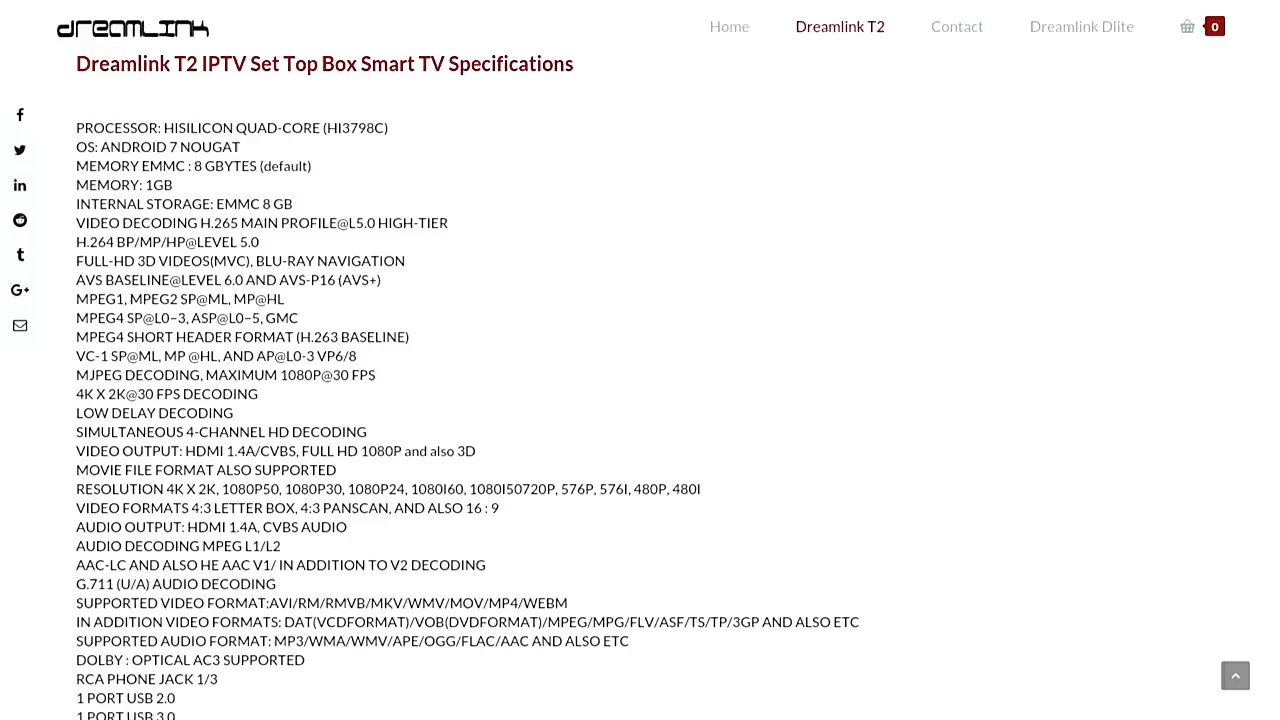 dreamlink
Home
Dreamlink T2
Contact
Dreamlink Dlite
0
Dreamlink T2 IPTV Set Top Box Smart TV Specifications
PROCESSOR: HISILICON QUAD-CORE (HI3798C)
OS: ANDROID 7 NOUGAT
MEMORY EMMC : 8 GBYTES (default)
MEMORY: 1GB
INTERNAL STORAGE: EMMC 8 GB
VIDEO DECODING H.265 MAIN PROFILE@L5.0 HIGH-TIER
H.264 BP/MP/HP@LEVEL 5.0
FULL-HD 3D VIDEOS(MVC), BLU-RAY NAVIGATION
AVS BASELINE@LEVEL 6.0 AND AVS-P16 (AVS+)
MPEG1, MPEG2 SP@ML, MP@HL
MPEG4 SP@L0–3, ASP@L0–5, GMC
MPEG4 SHORT HEADER FORMAT (H.263 BASELINE)
VC-1 SP@ML, MP @HL, AND AP@L0-3 VP6/8
MJPEG DECODING, MAXIMUM 1080P@30 FPS
4K X 2K@30 FPS DECODING
LOW DELAY DECODING
SIMULTANEOUS 4-CHANNEL HD DECODING
VIDEO OUTPUT: HDMI 1.4A/CVBS, FULL HD 1080P and also 3D
MOVIE FILE FORMAT ALSO SUPPORTED
RESOLUTION 4K X 2K, 1080P50, 1080P30, 1080P24, 1080I60, 1080I50720P, 576P, 576I, 480P, 480I
VIDEO FORMATS 4:3 LETTER BOX, 4:3 PANSCAN, AND ALSO 16 : 9
AUDIO OUTPUT: HDMI 1.4A, CVBS AUDIO
AUDIO DECODING MPEG L1/L2
AAC-LC AND ALSO HE AAC V1/ IN ADDITION TO V2 DECODING
G.711 (U/A) AUDIO DECODING
SUPPORTED VIDEO FORMAT:AVI/RM/RMVB/MKV/WMV/MOV/MP4/WEBM
IN ADDITION VIDEO FORMATS: DAT(VCDFORMAT)/VOB(DVDFORMAT)/MPEG/MPG/FLV/ASF/TS/TP/3GP AND ALSO ETC
SUPPORTED AUDIO FORMAT: MP3/WMA/WMV/APE/OGG/FLAC/AAC AND ALSO ETC
DOLBY : OPTICAL AC3 SUPPORTED
RCA PHONE JACK 1/3
1 PORT USB 2.0
1 PORT USB 3.0